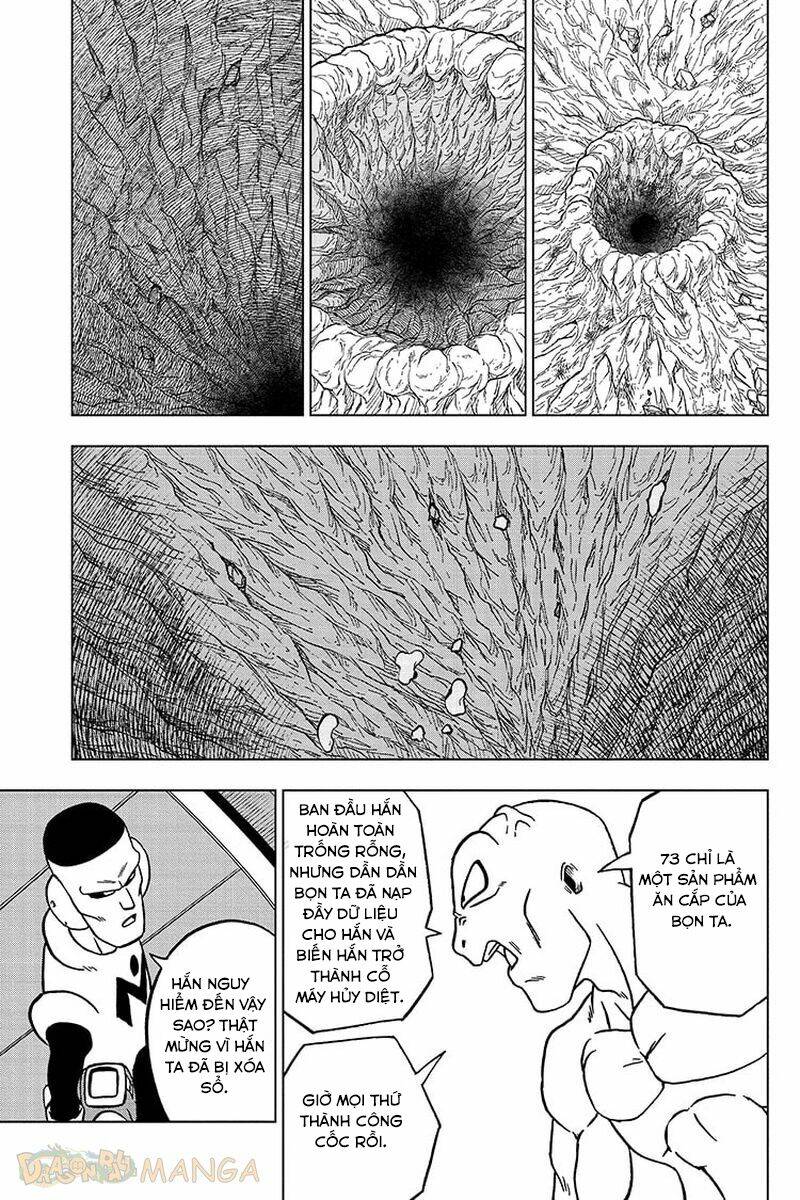 73 CHỈ LÀ
MỘT SẢN PHẨM
ĂN CẮP CỦA
BỌN TA.
BAN ĐẦU HẮN
HOÀN TOÀN
TRỐNG RỖNG,
NHƯNG DẦN DẦN
BỌN TA ĐÃ NẠP
ĐẦY DỮ LIỆU
CHO HẮN VÀ
BIẾN HẮN TRỞ
THÀNH CỖ
MÁY HỦY DIỆT.
GIỜ MỌI THỨ
THÀNH CÔNG
CỐC RỒI.
HẮN NGUY
HIỂM ĐẾN VẬY
SAO? THẬT
MỪNG VÌ HẮN
TA ĐÃ BỊ XÓA
SỔ.
DRAGON BALL MANGA